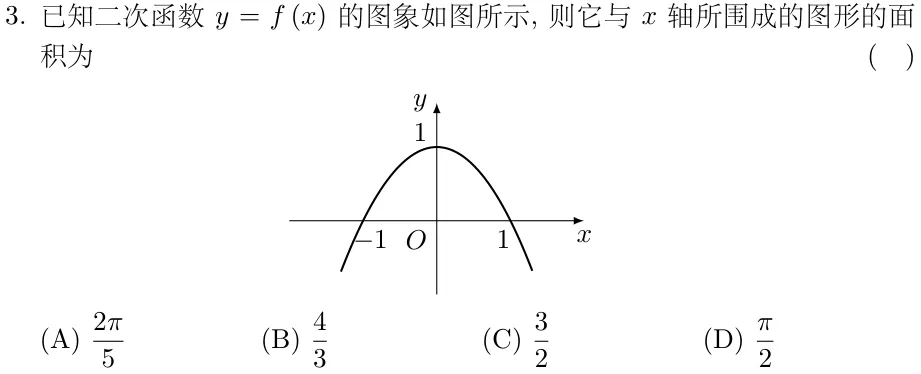 3. 已知二次函数 y = f (x) 的图象如图所示, 则它与 x 轴所围成的图形的面
积为 ( )
y
1
−1 O 1 x
(A) 2π/5 (B) 4/3 (C) 3/2 (D) π/2